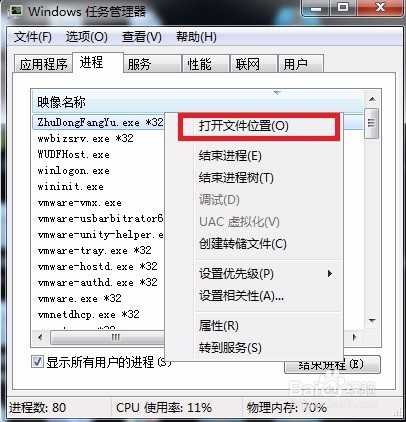 Windows 任务管理器
文件(F) 选项(O) 查看(V) 帮助(H)
应用程序 进程 服务 性能 联网 用户
映像名称
ZhuDongFangYu.exe *32
wwbizsrv.exe *32
WUDFHost.exe
winlogon.exe
wininit.exe
vmware-vmx.exe
vmware-usbarbitrator6
vmware-unity-helper.e
vmware-tray.exe *32
vmware-hostd.exe *32
vmware-authd.exe *32
vmware.exe *32
vmnetdhcp.exe *32
打开文件位置(O)
结束进程(E)
结束进程树(T)
调试(D)
UAC 虚拟化(V)
创建转储文件(C)
设置优先级(P)
设置相关性(A)...
属性(R)
转到服务(S)
显示所有用户的进程(S)
结束进程(E)
Baidu 经验
进程数: 80 CPU 使用率: 11% 物理内存: 70%